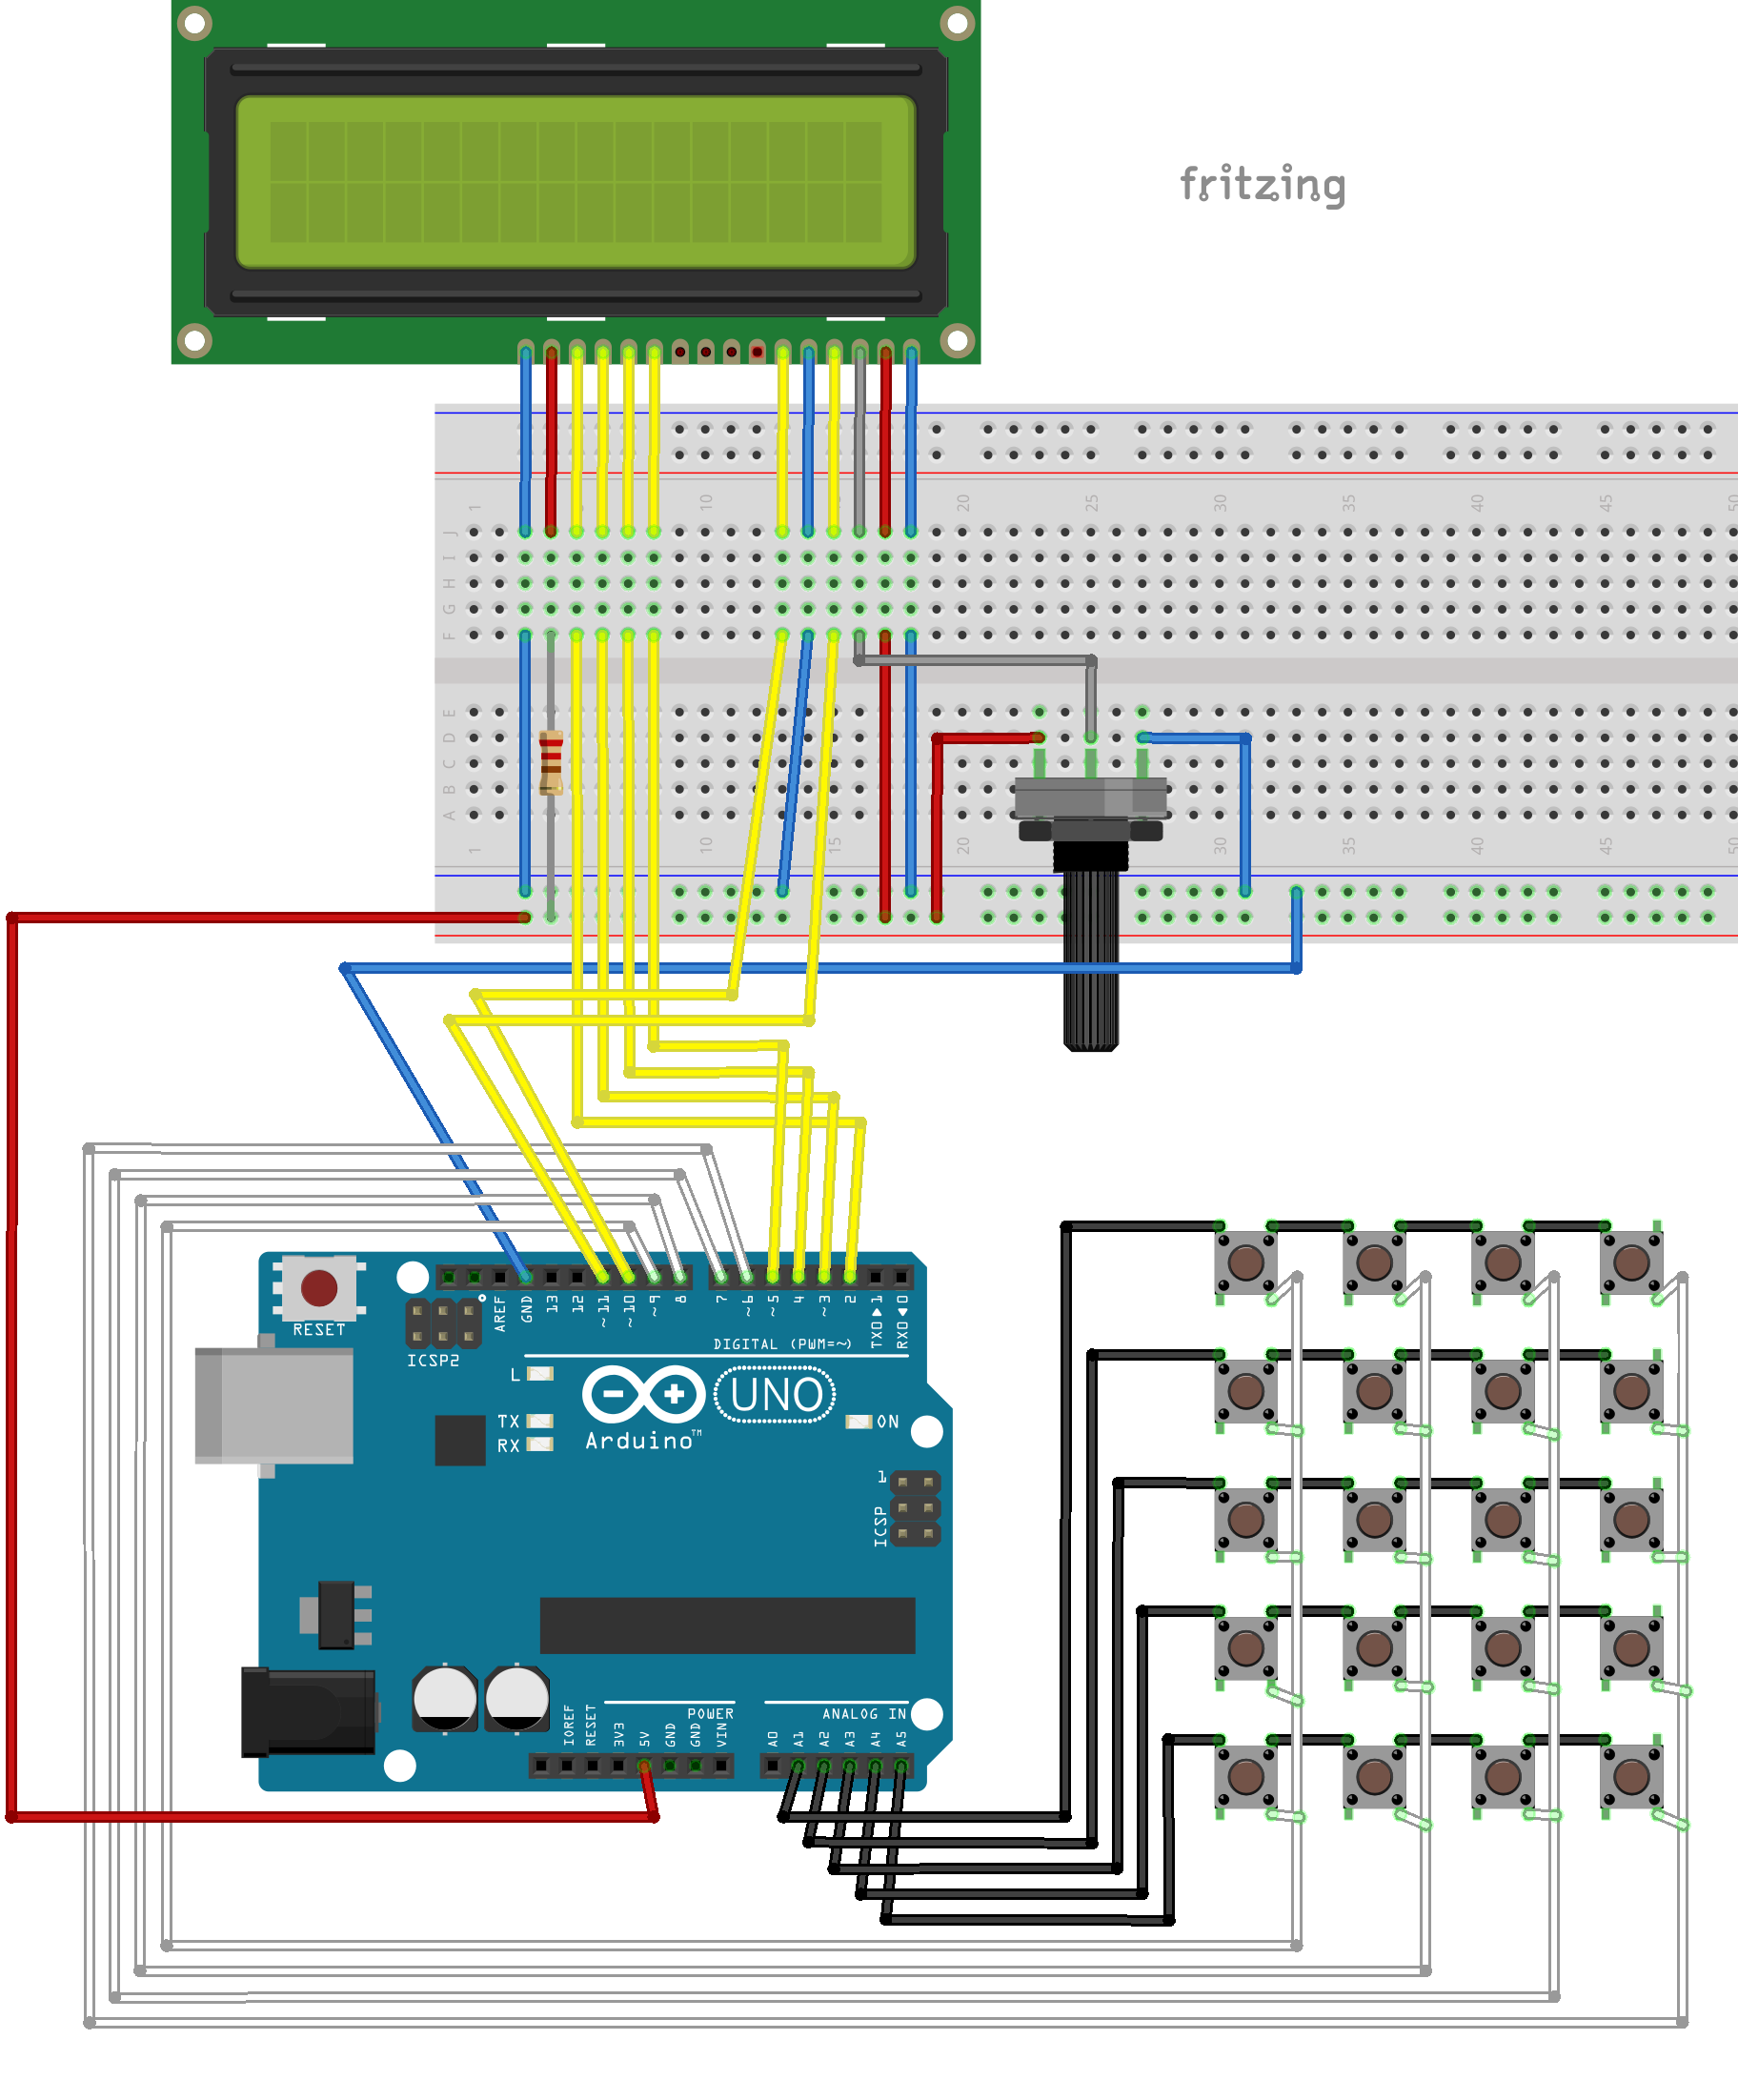 fritzing
1 10 20 25 30 35 40 45 50
J
I
H
G
F
E
D
C
B
A
1 10 15 20 30 35 40 45 50
RESET
ICSP2
AREF
GND
13
12
~11
~10
~9
8
7
~6
~5
4
~3
2
TX0▶1
RX0◀0
DIGITAL (PWM=~)
L
TX
RX
UNO
Arduino™
ON
1
ICSP
IOREF
RESET
3V3
5V
GND
GND
VIN
POWER
ANALOG IN
A0
A1
A2
A3
A4
A5